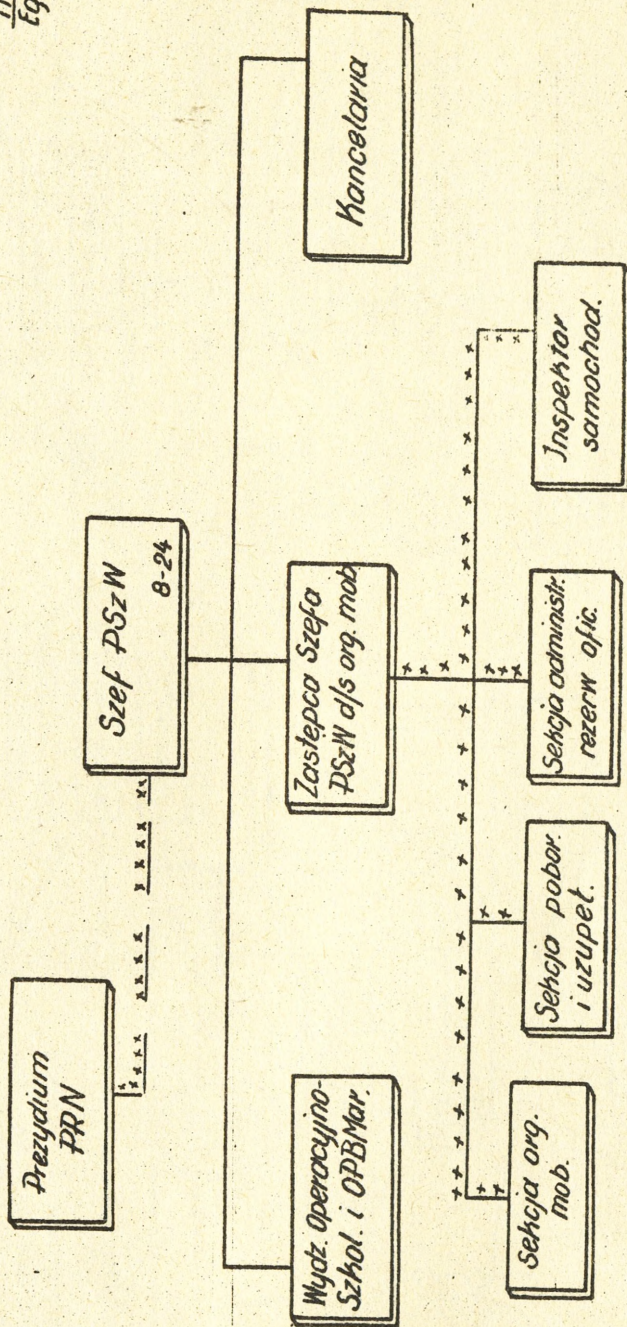 Prezydium
PRN
Szef PSzW
8-24
Wydz. Operacyjno-
Szkol. i OPBMar.
Zastępca Szefa
PSzW d/s org. mob
Kancelaria
Sekcja org.
mob.
Sekcja pobor.
i uzupeł.
Sekcja administr.
rezerw ofic.
Inspektor
samochod.